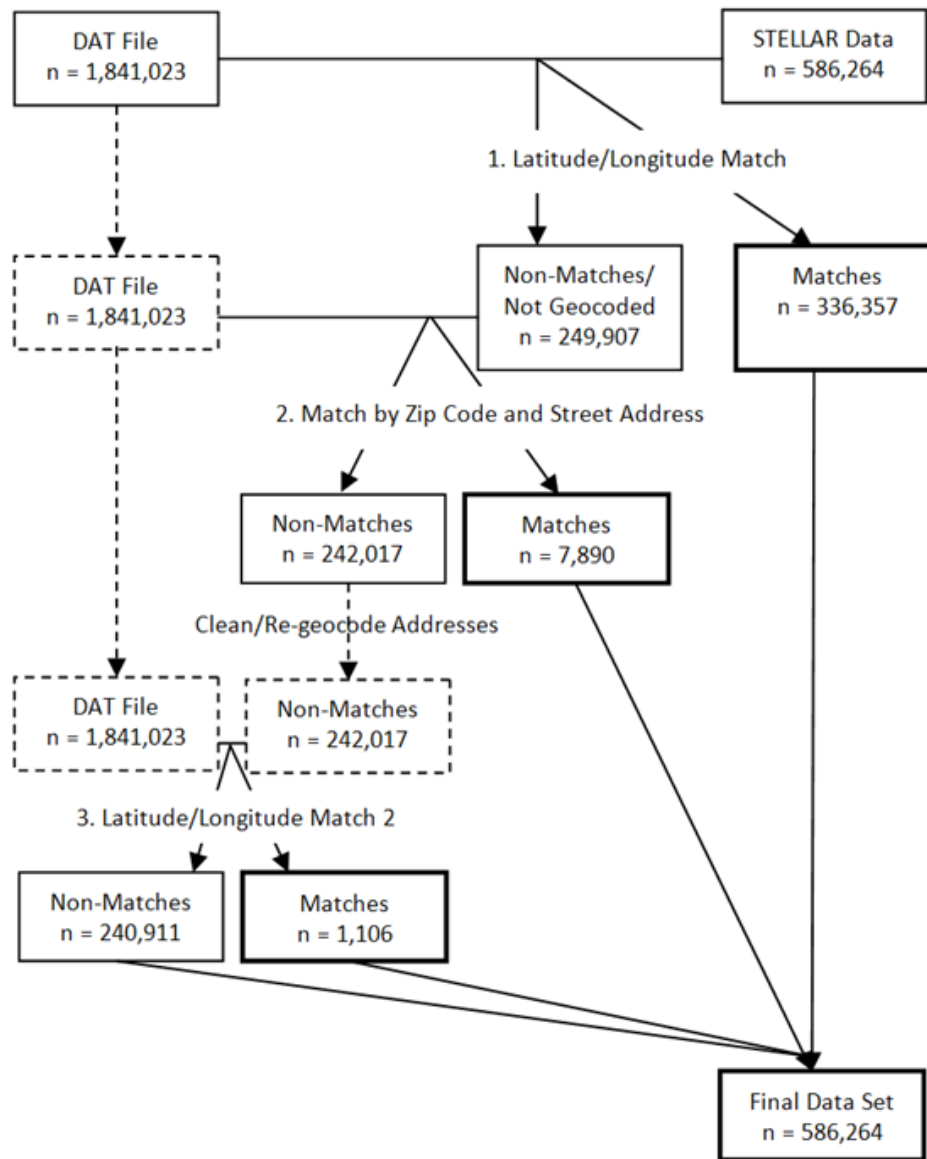 DAT File
n = 1,841,023
STELLAR Data
n = 586,264
1. Latitude/Longitude Match
DAT File
n = 1,841,023
Non-Matches/
Not Geocoded
n = 249,907
Matches
n = 336,357
2. Match by Zip Code and Street Address
Non-Matches
n = 242,017
Matches
n = 7,890
Clean/Re-geocode Addresses
DAT File
n = 1,841,023
Non-Matches
n = 242,017
3. Latitude/Longitude Match 2
Non-Matches
n = 240,911
Matches
n = 1,106
Final Data Set
n = 586,264